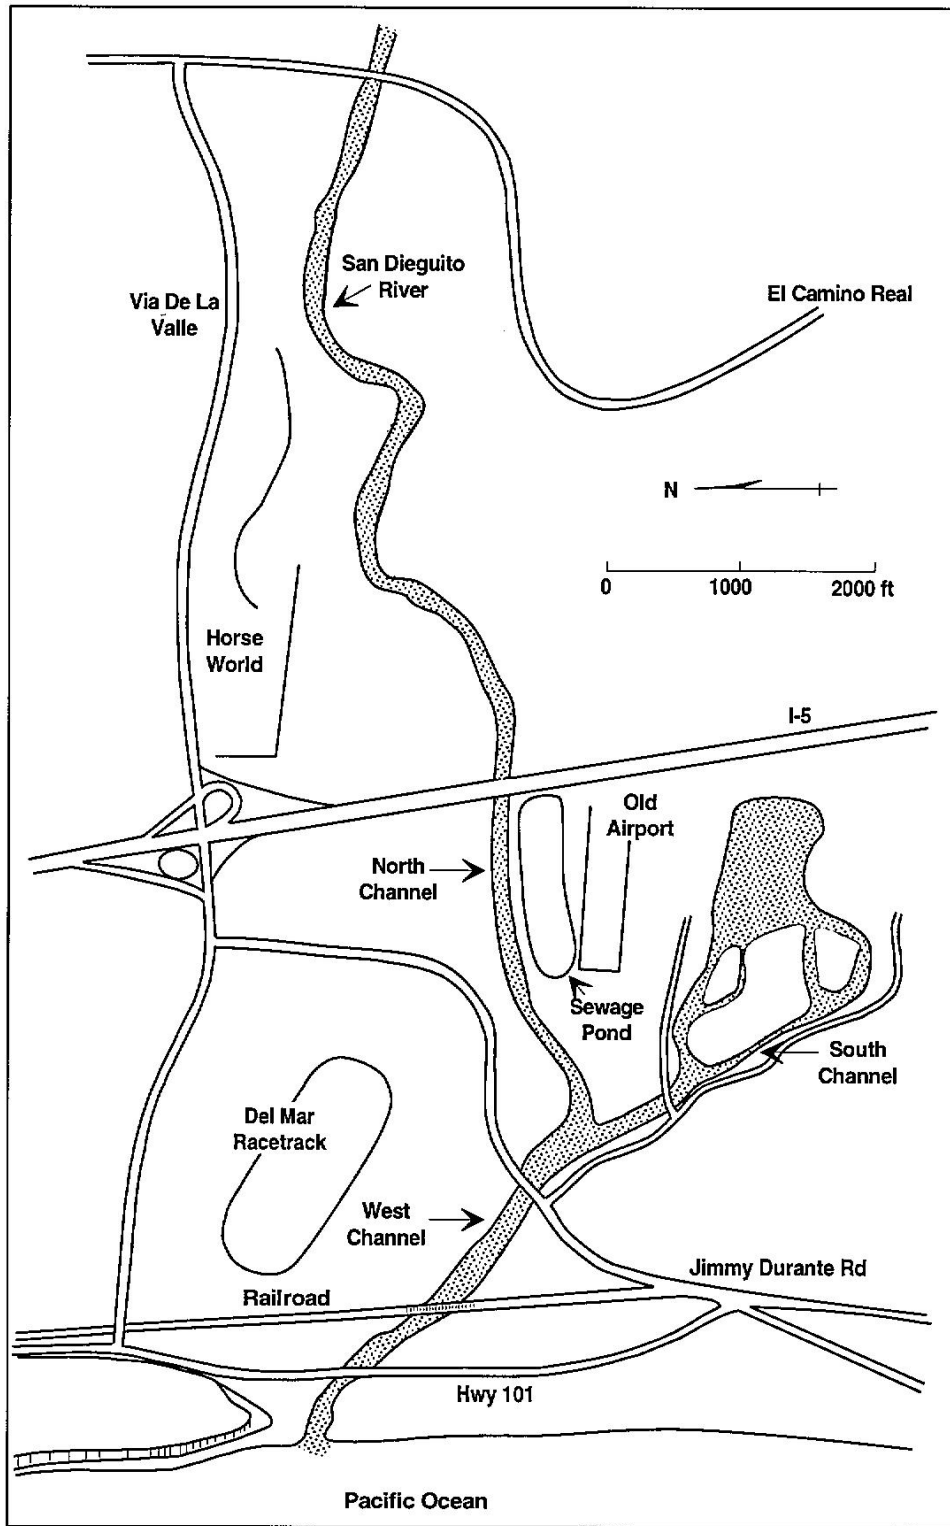 San Dieguito
River
Via De La
Valle
El Camino Real
N
0 1000 2000 ft
Horse
World
I-5
Old
Airport
North
Channel
Sewage
Pond
South
Channel
Del Mar
Racetrack
West
Channel
Jimmy Durante Rd
Railroad
Hwy 101
Pacific Ocean